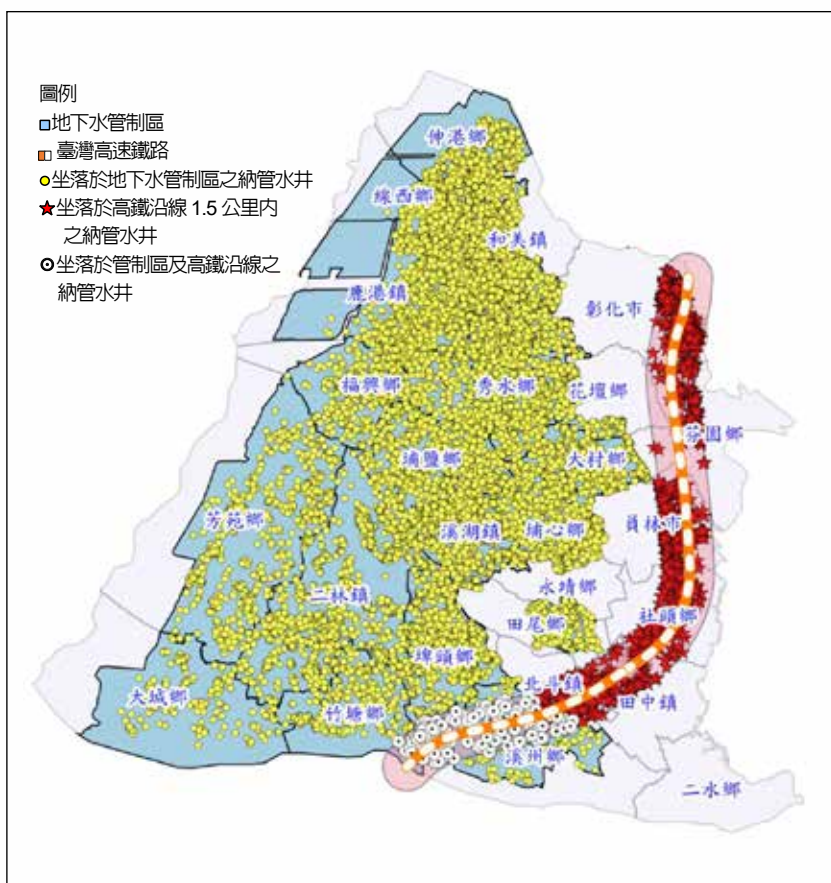 圖例
地下水管制區
臺灣高速鐵路
坐落於地下水管制區之納管水井
坐落於高鐵沿線 1.5 公里內
之納管水井
坐落於管制區及高鐵沿線之
納管水井
伸港鄉
線西鄉
和美鎮
鹿港鎮
彰化市
福興鄉
秀水鄉
花壇鄉
芬園鄉
埔鹽鄉
大村鄉
芳苑鄉
溪湖鎮
埔心鄉
員林市
二林鎮
永靖鄉
田尾鄉
社頭鄉
埤頭鄉
北斗鎮
大城鄉
竹塘鄉
田中鎮
溪州鄉
二水鄉